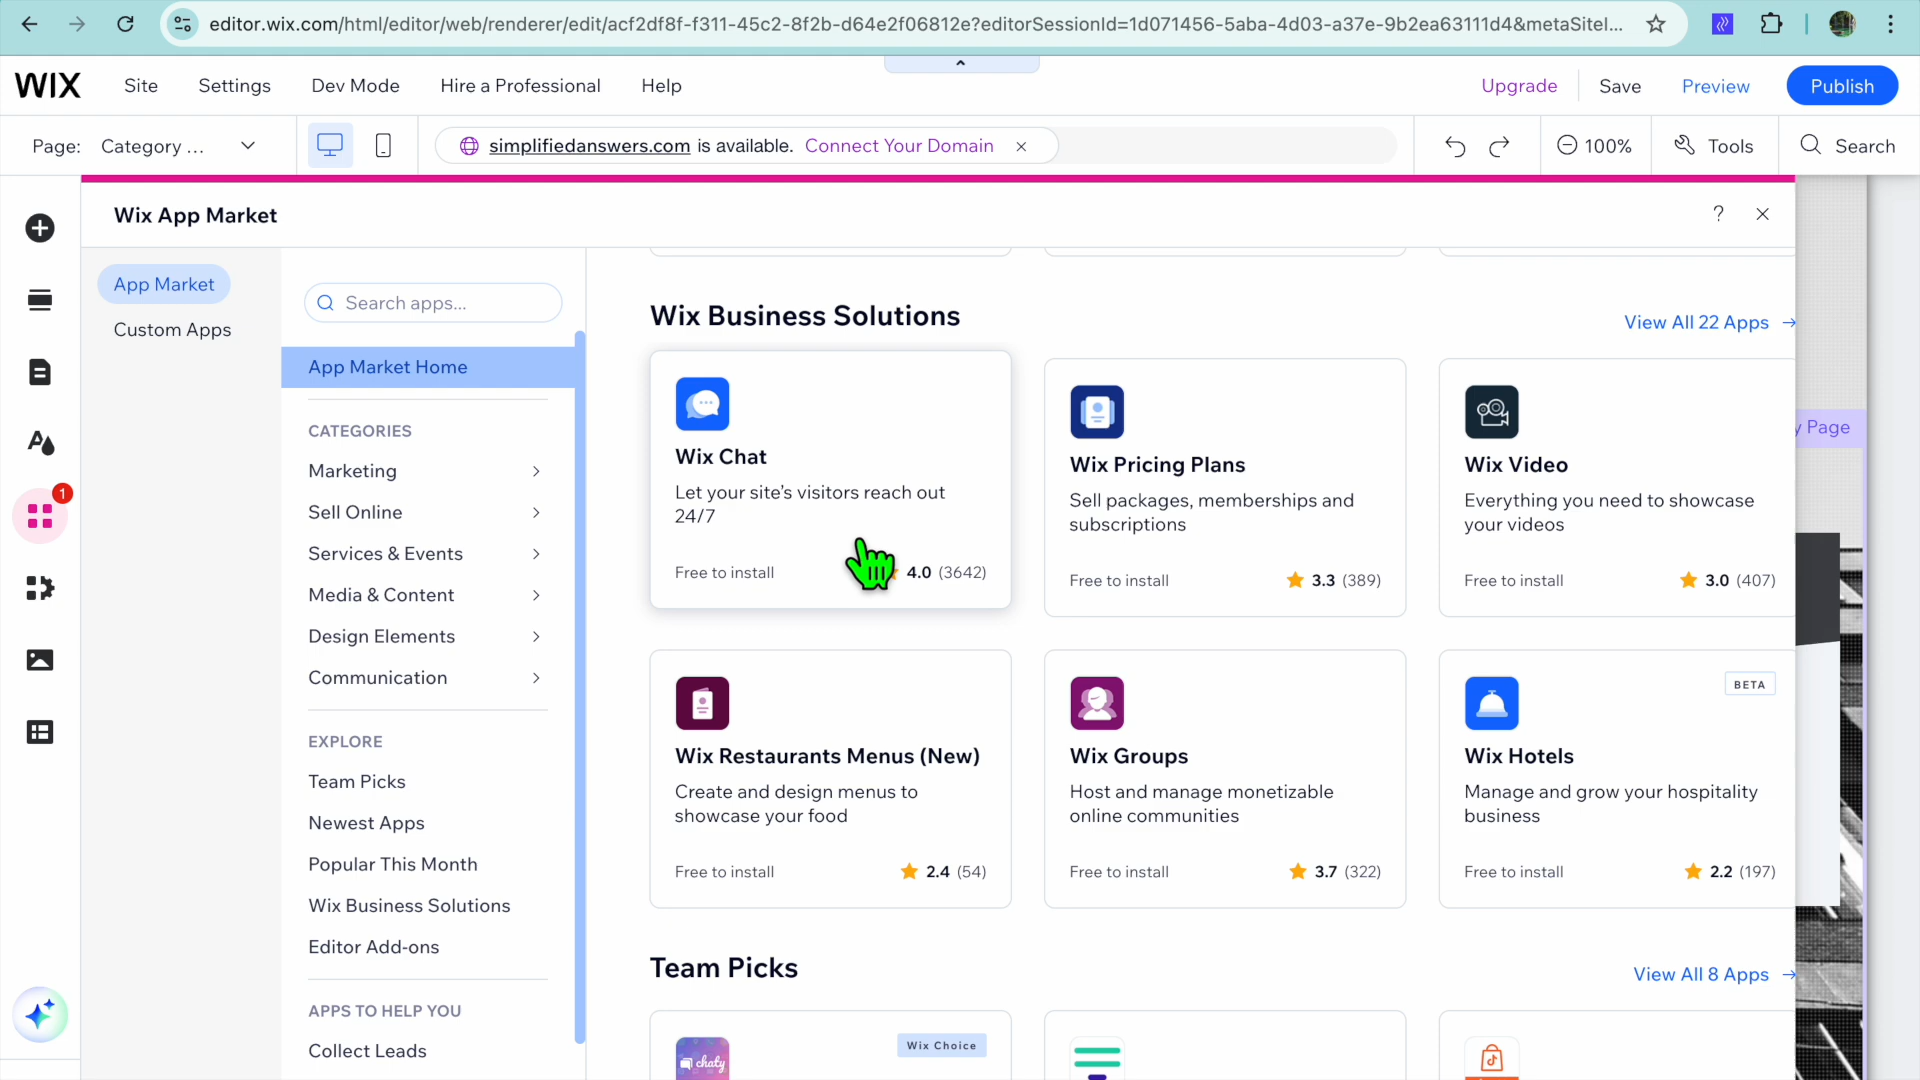 editor.wix.com/html/editor/web/renderer/edit/acf2df8f-f311-45c2-8f2b-d64e2f06812e?editorSessionId=1d071456-5aba-4d03-a37e-9b2ea63111d4&metaSiteI...
WIX
Site
Settings
Dev Mode
Hire a Professional
Help
Upgrade
Save
Preview
Publish
Page: Category ...
simplifiedanswers.com is available. Connect Your Domain
100%
Tools
Search
Wix App Market
?
1
App Market
Custom Apps
Search apps...
App Market Home
CATEGORIES
Marketing
Sell Online
Services & Events
Media & Content
Design Elements
Communication
EXPLORE
Team Picks
Newest Apps
Popular This Month
Wix Business Solutions
Editor Add-ons
APPS TO HELP YOU
Collect Leads
Wix Business Solutions
View All 22 Apps
Wix Chat
Let your site's visitors reach out
24/7
Free to install
4.0 (3642)
Wix Pricing Plans
Sell packages, memberships and
subscriptions
Free to install
3.3 (389)
Wix Video
Everything you need to showcase
your videos
Free to install
3.0 (407)
y Page
Wix Restaurants Menus (New)
Create and design menus to
showcase your food
Free to install
2.4 (54)
Wix Groups
Host and manage monetizable
online communities
Free to install
3.7 (322)
BETA
Wix Hotels
Manage and grow your hospitality
business
Free to install
2.2 (197)
Team Picks
View All 8 Apps
chaty
Wix Choice